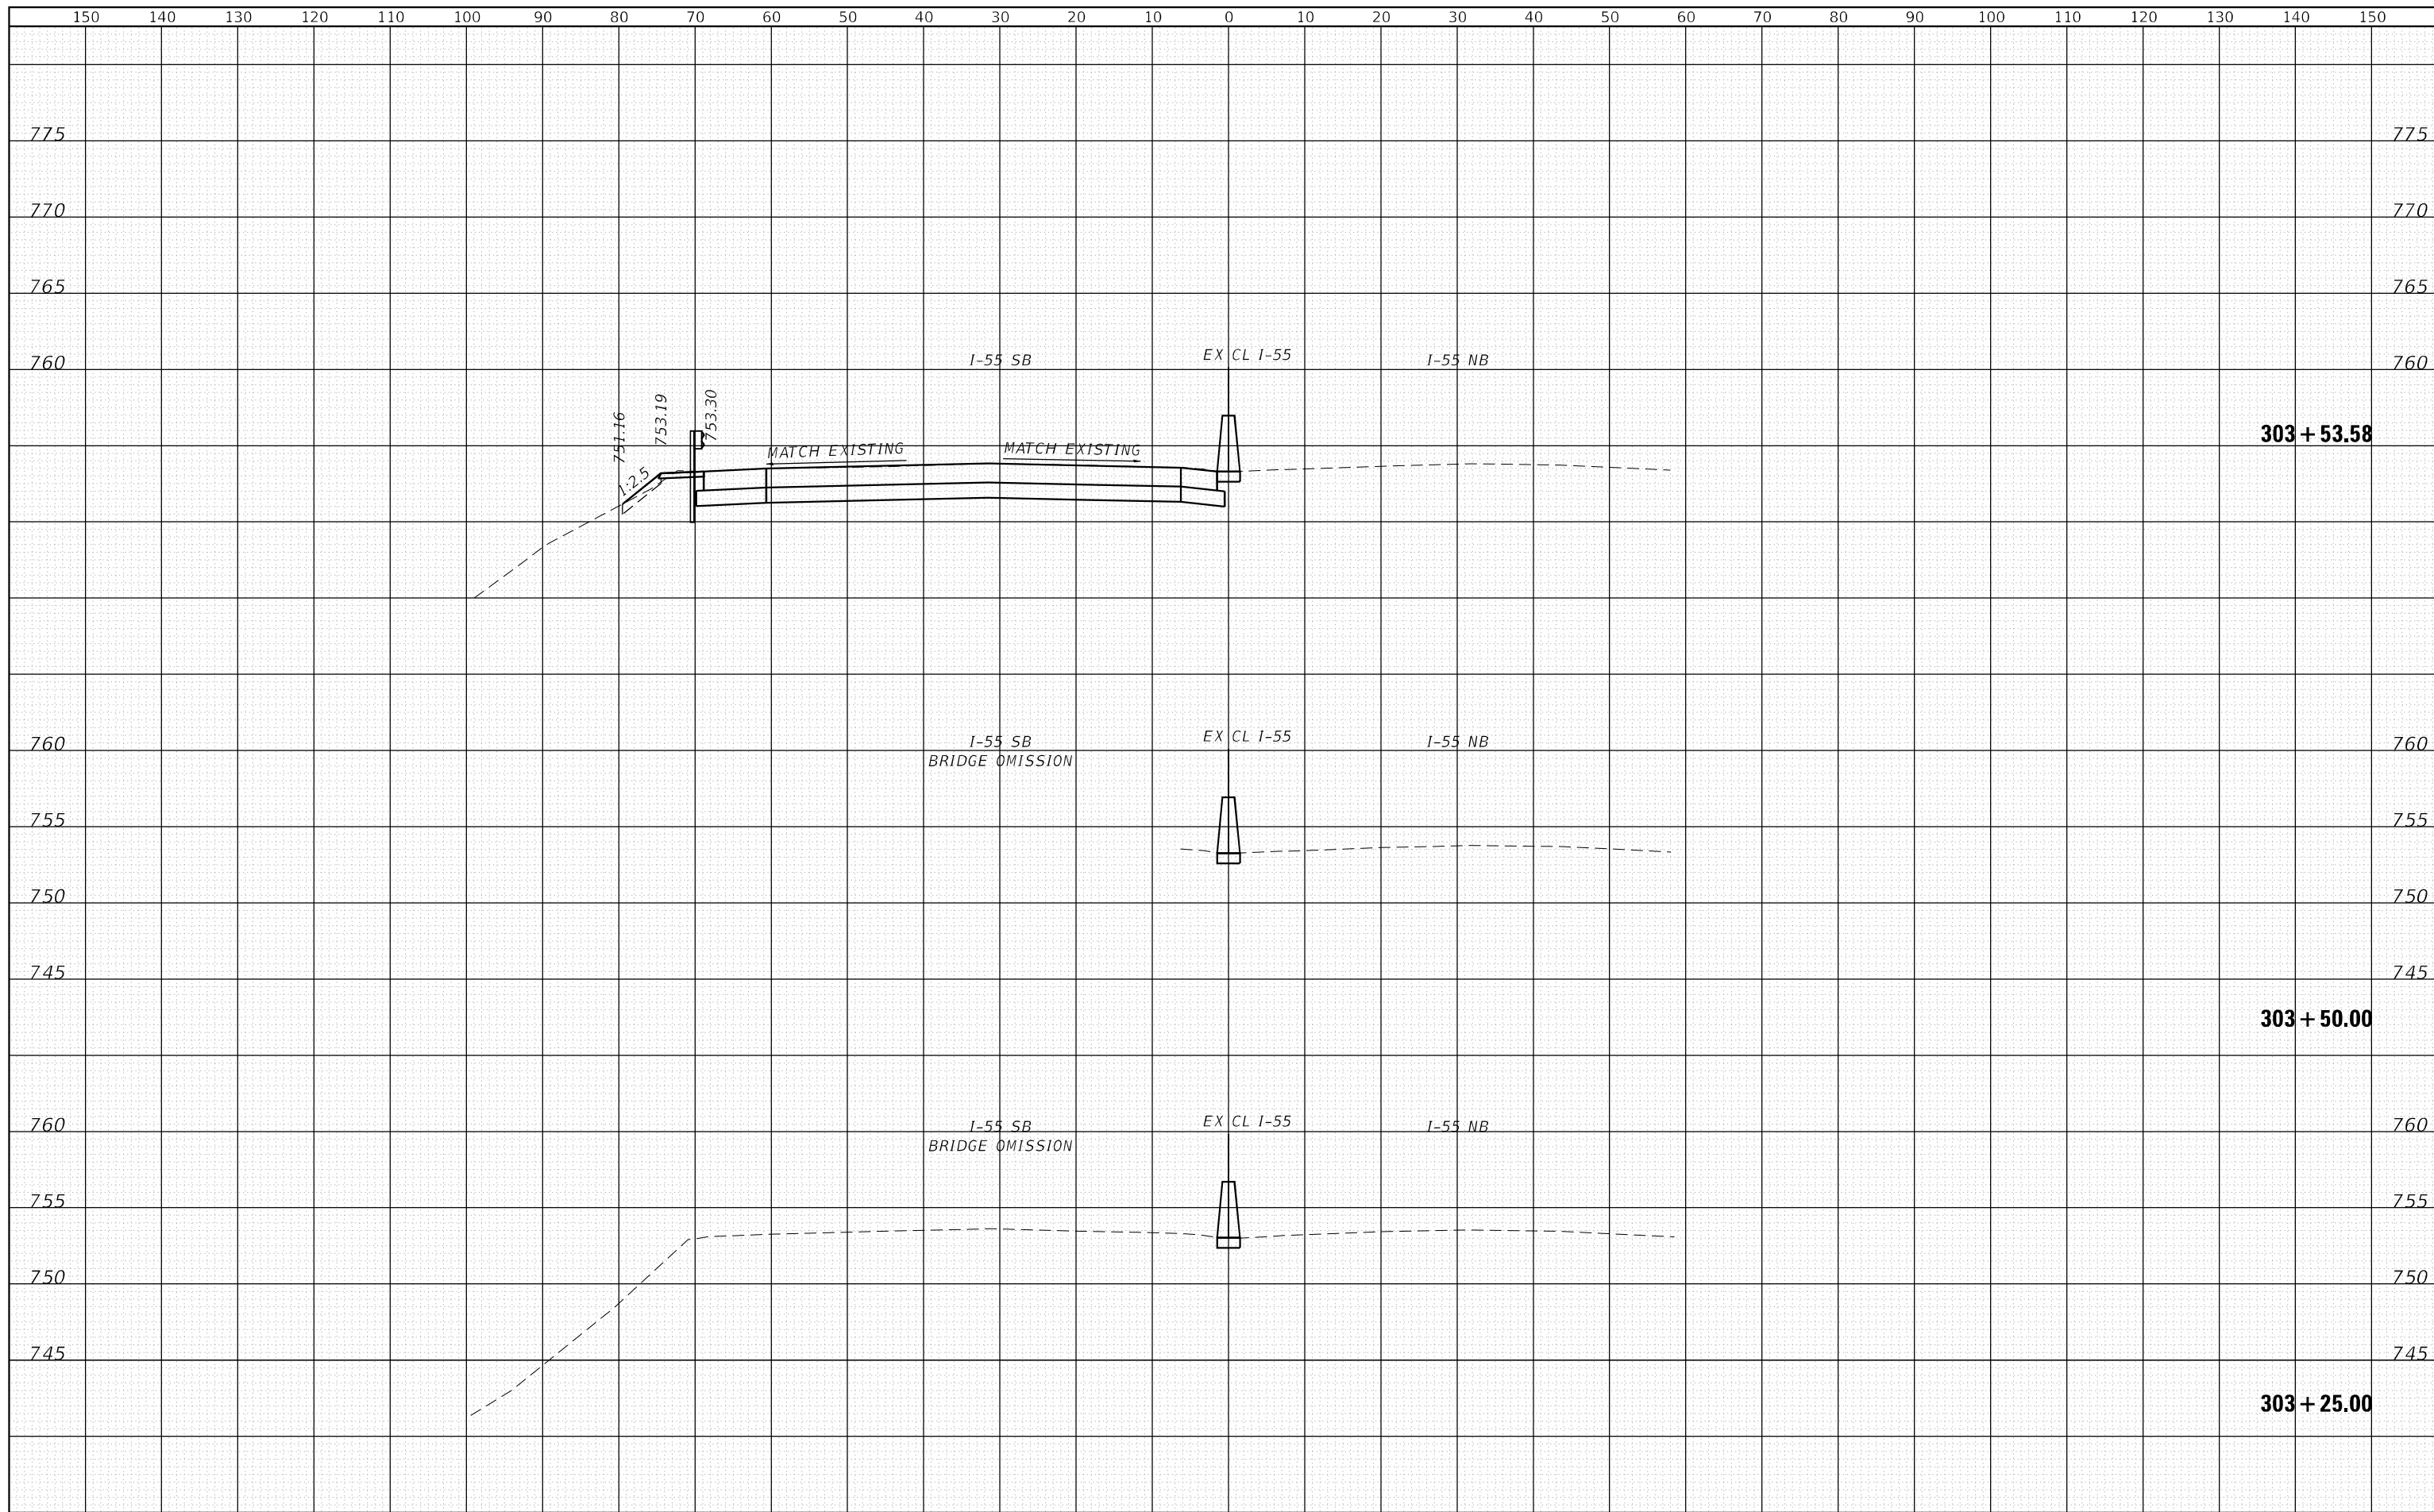 150 140 130 120 110 100 90 80 70 60 50 40 30 20 10 0 10 20 30 40 50 60 70 80 90 100 110 120 130 140 150
775 775
770 770
765 765
I-55 SB EX CL I-55 I-55 NB
760 760
751.16 753.19 753.30
303+53.58
1:2.5 MATCH EXISTING MATCH EXISTING
I-55 SB EX CL I-55 I-55 NB
760 760
BRIDGE OMISSION
755 755
750 750
745 745
303+50.00
I-55 SB EX CL I-55 I-55 NB
760 760
BRIDGE OMISSION
755 755
750 750
745 745
303+25.00